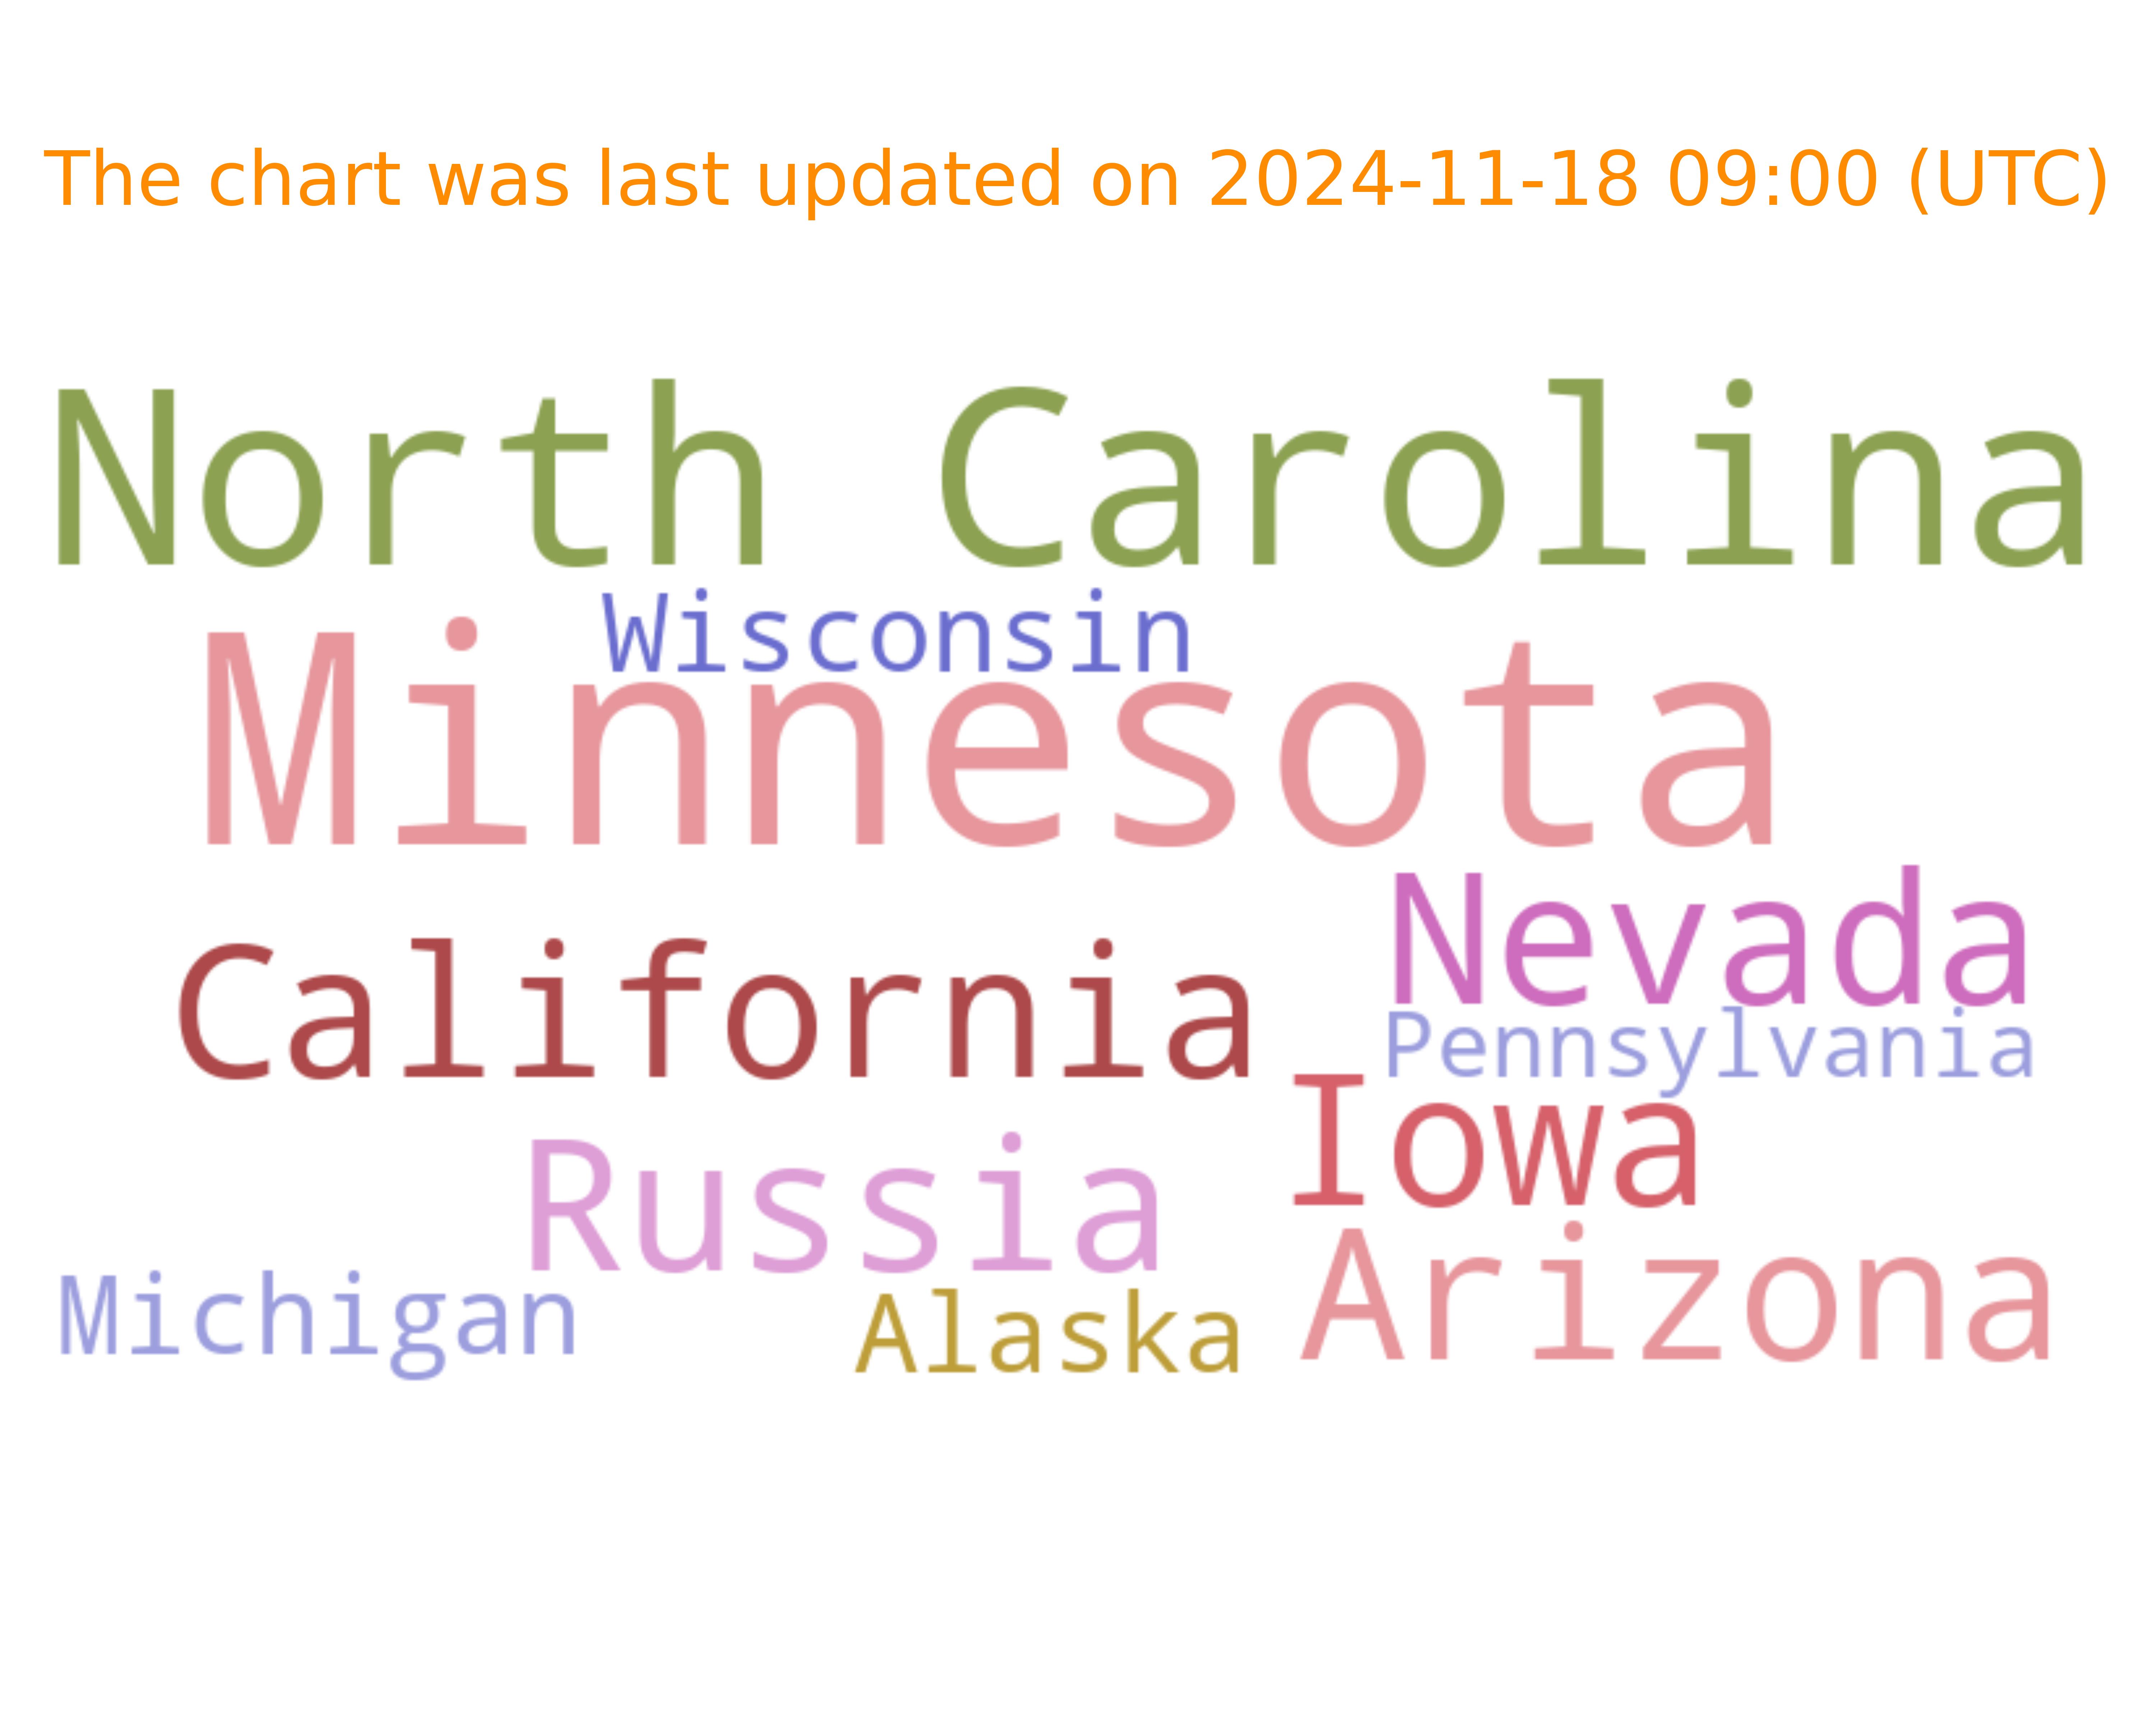 The chart was last updated on 2024-11-18 09:00 (UTC)
North Carolina
Wisconsin
Minnesota
Nevada
California
Pennsylvania
Iowa
Russia
Arizona
Michigan
Alaska